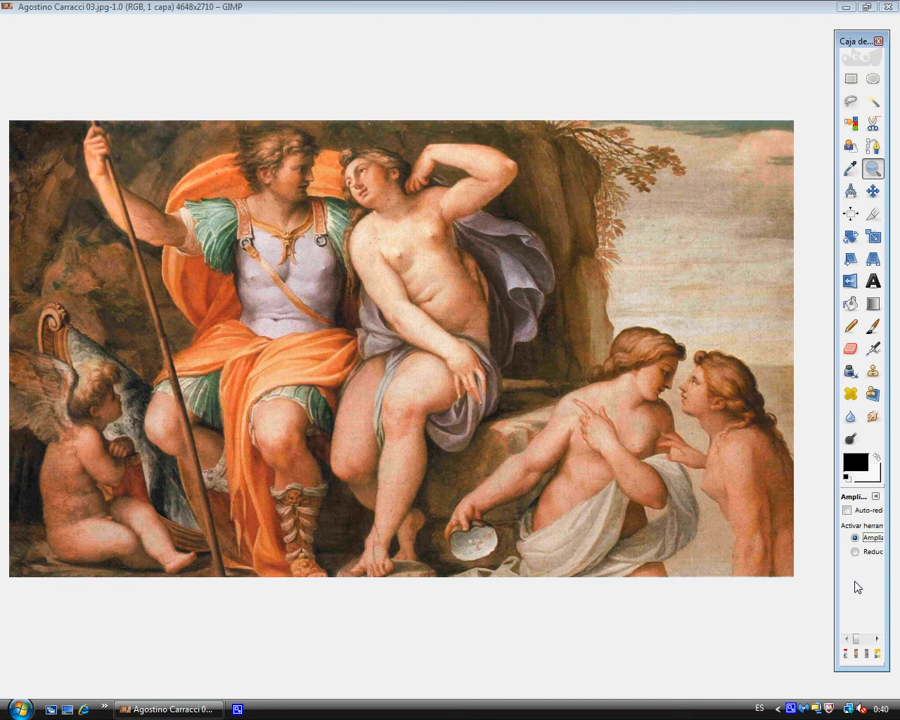 Agostino Carracci 03.jpg-1.0 (RGB, 1 capa) 4648x2710 – GIMP
Caja de...
A
Ampli...
Auto-red
Activar herram
Amplia
Reduc
Agostino Carracci 0...
ES
0:40